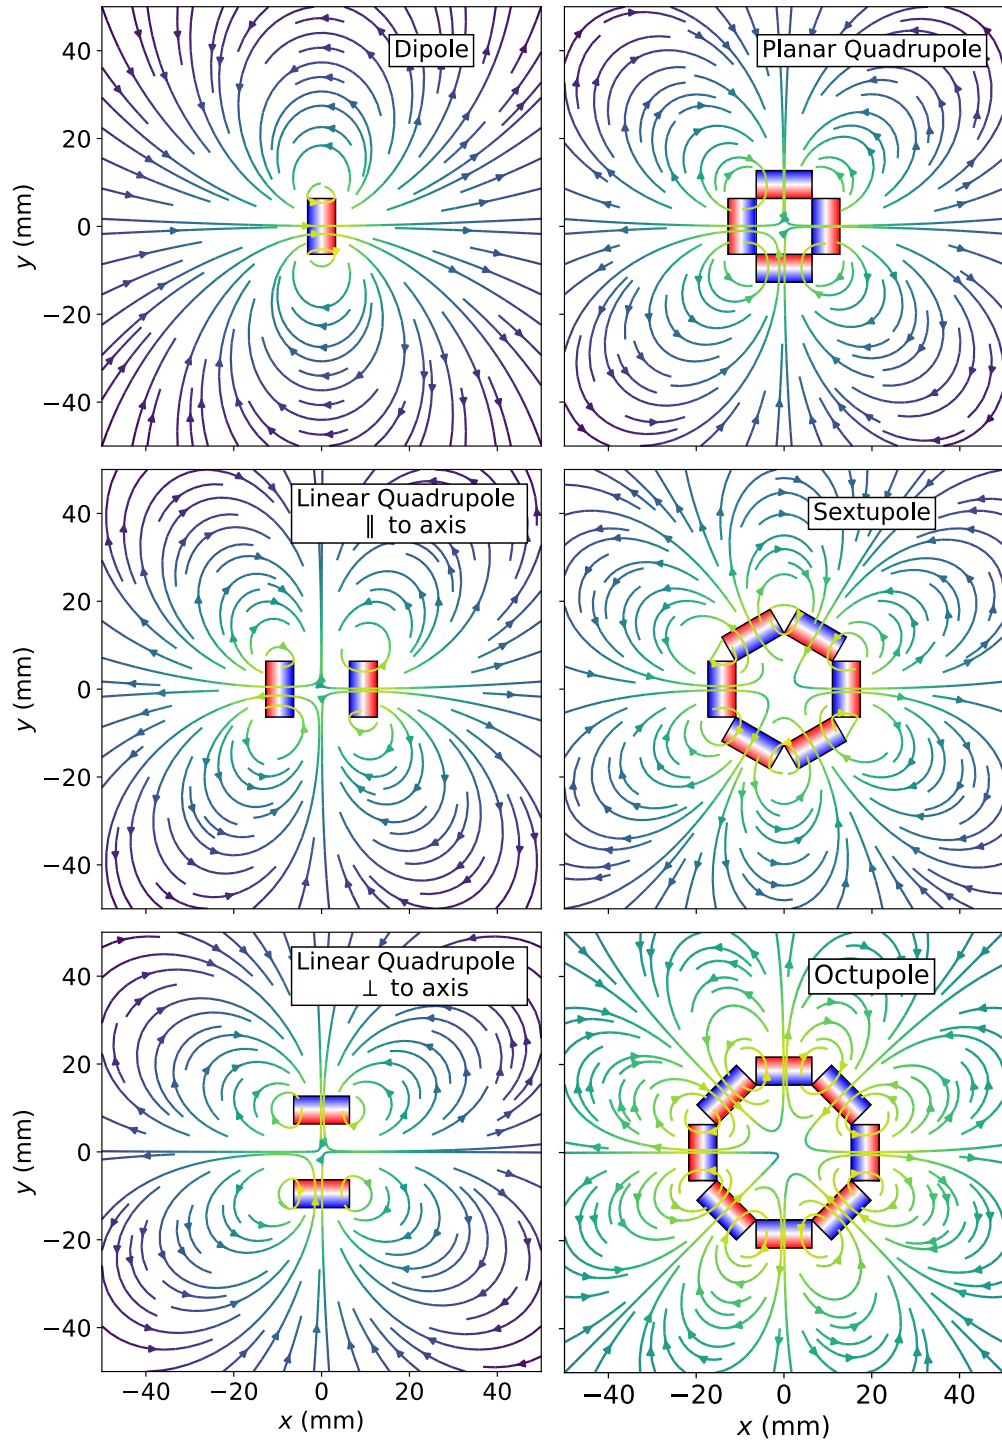 Dipole
Planar Quadrupole
40
20
0
−20
−40
y (mm)
Linear Quadrupole
∥ to axis
Sextupole
40
20
0
−20
−40
y (mm)
Linear Quadrupole
⊥ to axis
Octupole
40
20
0
−20
−40
y (mm)
−40 −20 0 20 40
x (mm)
−40 −20 0 20 40
x (mm)